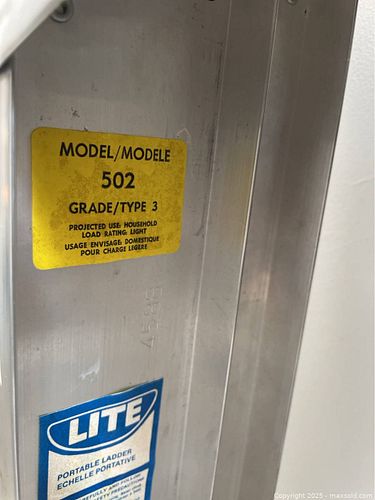 MODEL/MODELE
502
GRADE/TYPE 3
PROJECTED USE: HOUSEHOLD
LOAD RATING: LIGHT
USAGE ENVISAGE: DOMESTIQUE
POUR CHARGE LEGERE
LITE
PORTABLE LADDER
ECHELLE PORTATIVE
Copyright 2025 - maxsold.com